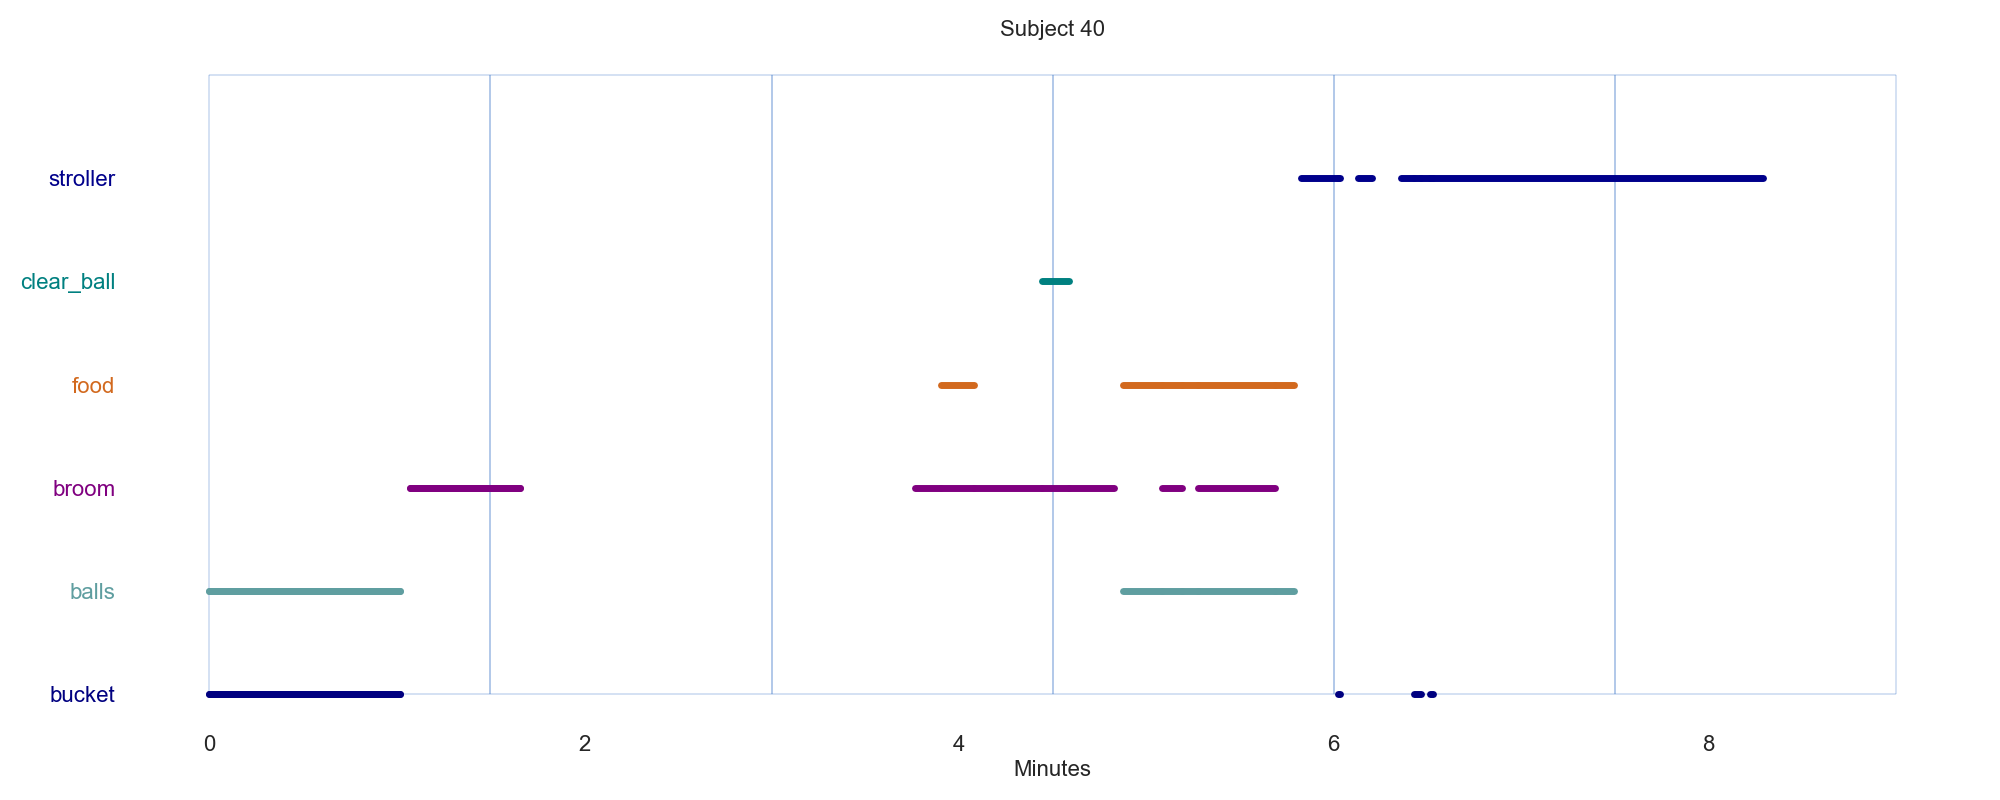 Subject 40
stroller
clear_ball
food
broom
balls
bucket
0 2 4 6 8
Minutes